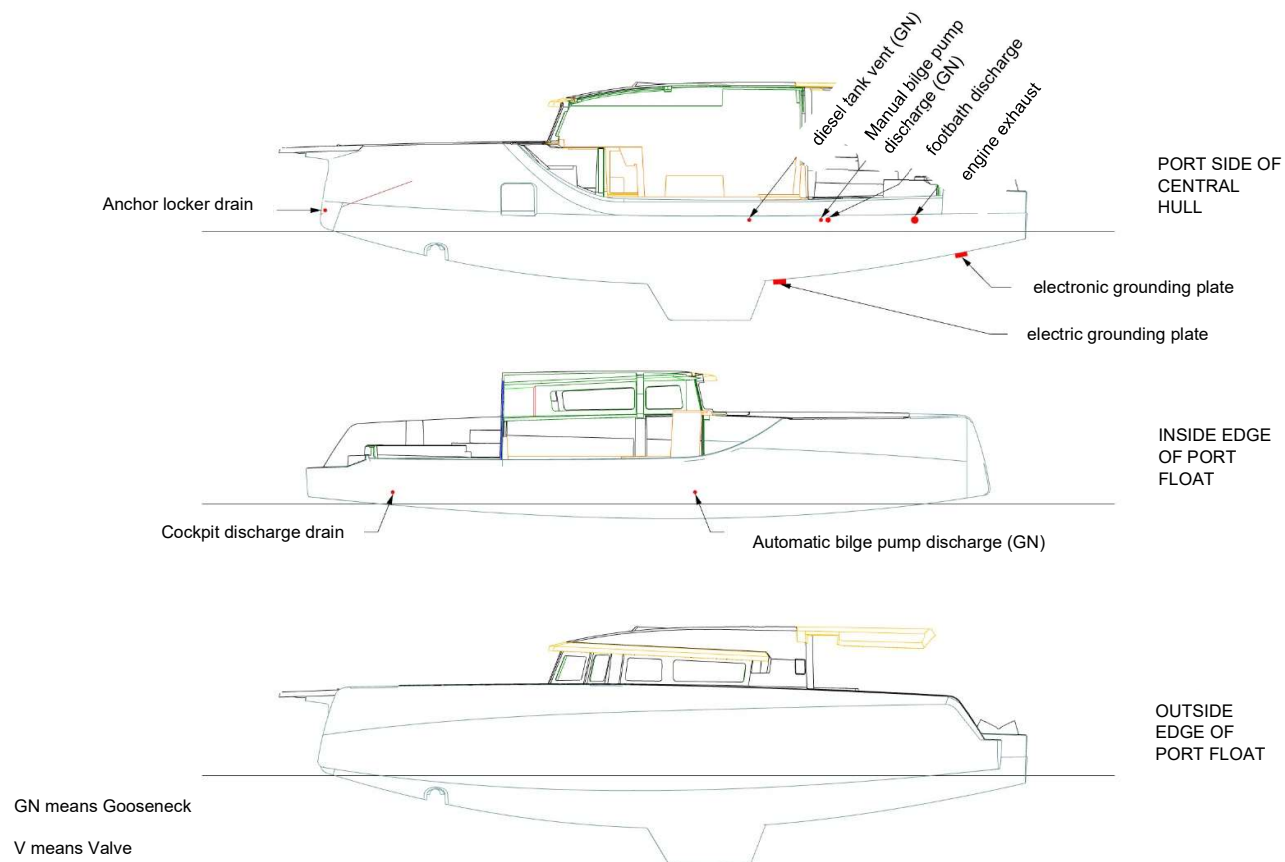 diesel tank vent (GN)
Manual bilge pump
discharge (GN)
footbath discharge
engine exhaust
PORT SIDE OF
CENTRAL
HULL
Anchor locker drain
electronic grounding plate
electric grounding plate
INSIDE EDGE
OF PORT
FLOAT
Cockpit discharge drain
Automatic bilge pump discharge (GN)
OUTSIDE
EDGE OF
PORT FLOAT
GN means Gooseneck
V means Valve